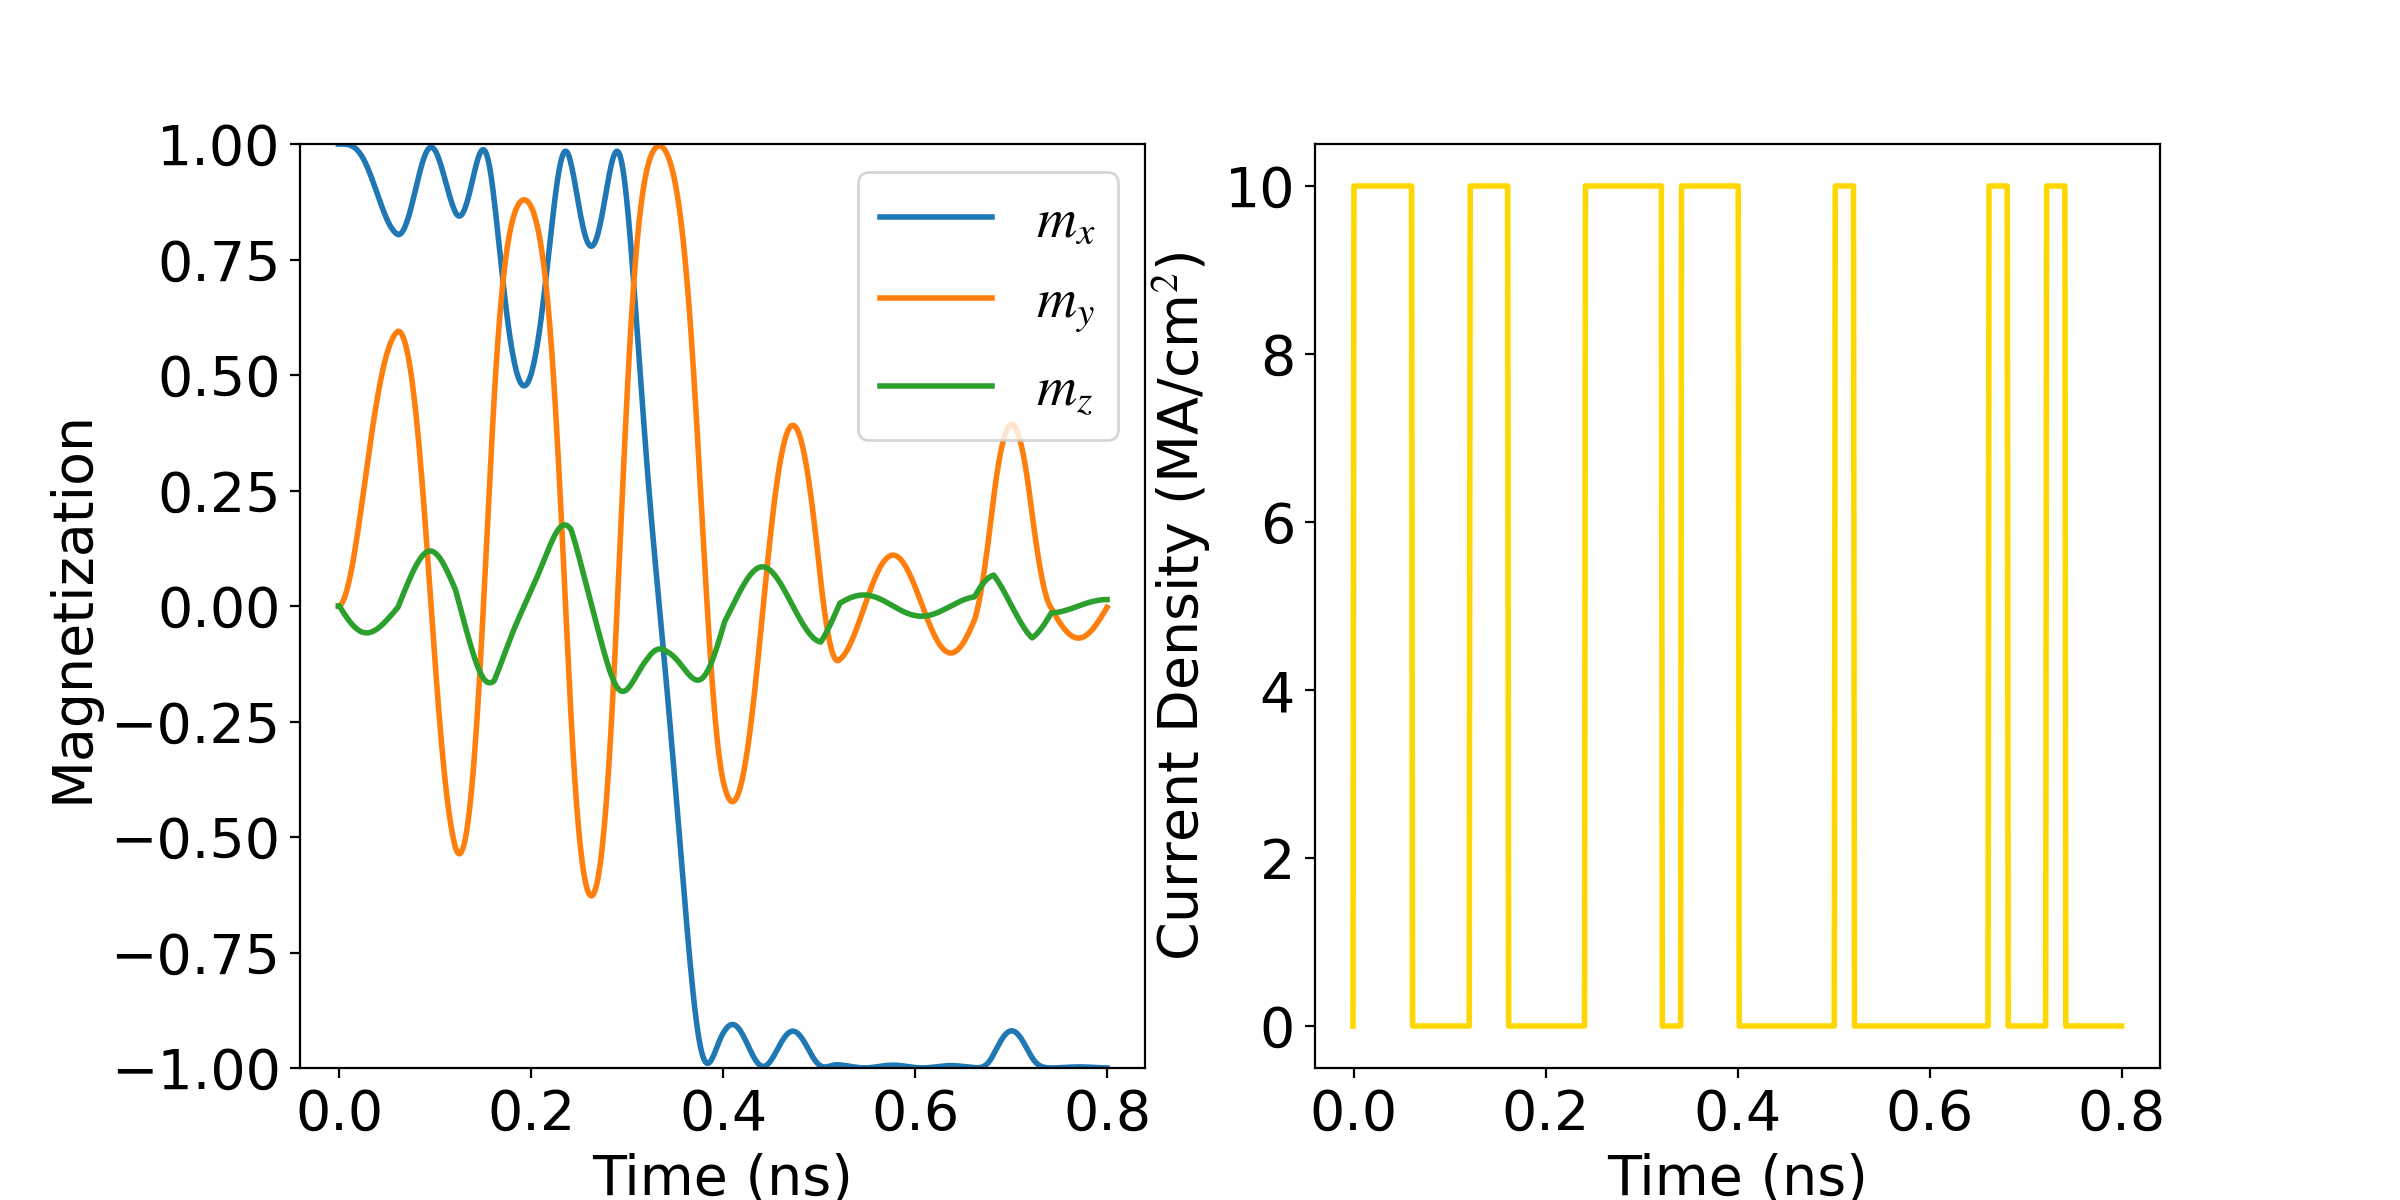 1.00
0.75
0.50
0.25
0.00
−0.25
−0.50
−0.75
−1.00
Magnetization
0.0 0.2 0.4 0.6 0.8
Time (ns)
m_x
m_y
m_z
10
8
6
4
2
0
Current Density (MA/cm²)
0.0 0.2 0.4 0.6 0.8
Time (ns)